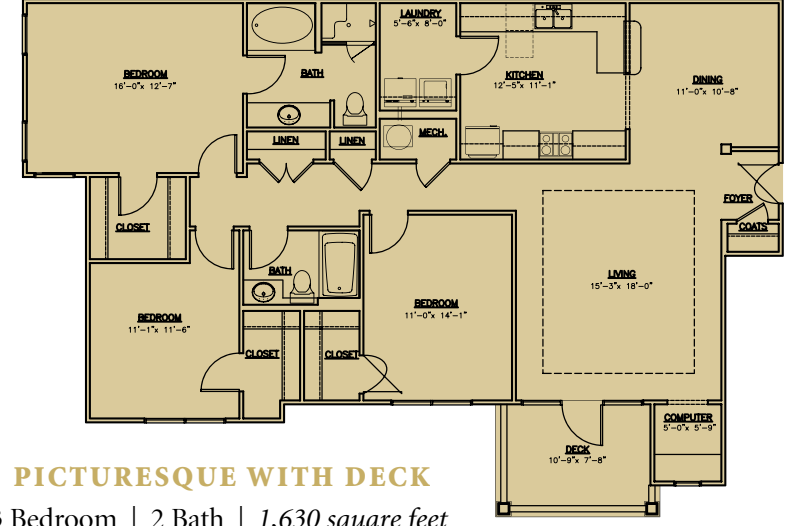 LAUNDRY
5'-6"x 8'-0"
BEDROOM
16'-0"x 12'-7"
BATH
KITCHEN
12'-5"x 11'-1"
DINING
11'-0"x 10'-8"
LINEN
LINEN
MECH.
FOYER
COATS
CLOSET
BATH
LIVING
15'-3"x 18'-0"
BEDROOM
11'-1"x 11'-6"
BEDROOM
11'-0"x 14'-1"
CLOSET
CLOSET
COMPUTER
5'-0"x 5'-9"
DECK
10'-9"x 7'-8"
PICTURESQUE WITH DECK
3 Bedroom | 2 Bath | 1,630 square feet